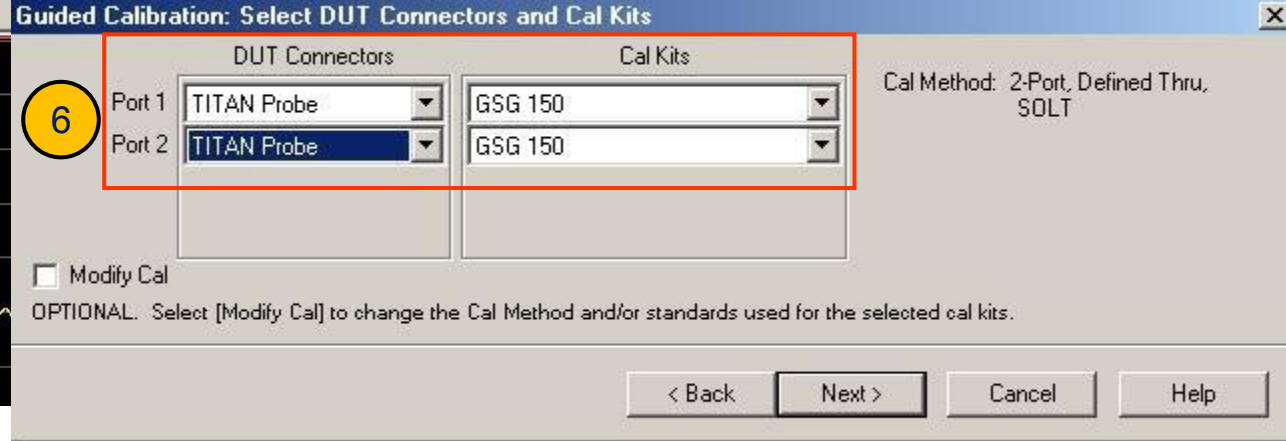 Guided Calibration: Select DUT Connectors and Cal Kits
DUT Connectors Cal Kits
6
Port 1 TITAN Probe GSG 150
Port 2 TITAN Probe GSG 150
Cal Method: 2-Port, Defined Thru,
SOLT
Modify Cal
OPTIONAL. Select [Modify Cal] to change the Cal Method and/or standards used for the selected cal kits.
< Back Next > Cancel Help